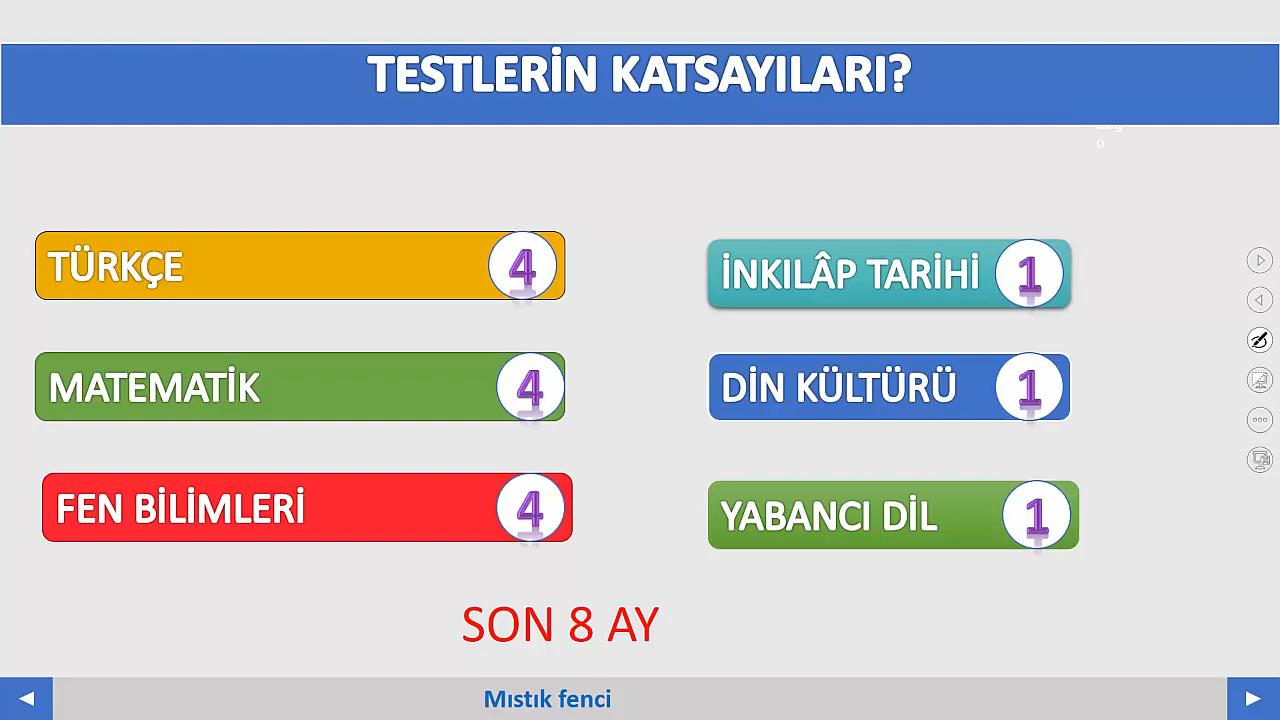 TESTLERİN KATSAYILARI?
TÜRKÇE 4
MATEMATİK 4
FEN BİLİMLERİ 4
İNKILÂP TARİHİ 1
DİN KÜLTÜRÜ 1
YABANCI DİL 1
SON 8 AY
Mıstık fenci